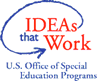 IDEAs
that
Work
U.S. Office of Special
Education Programs